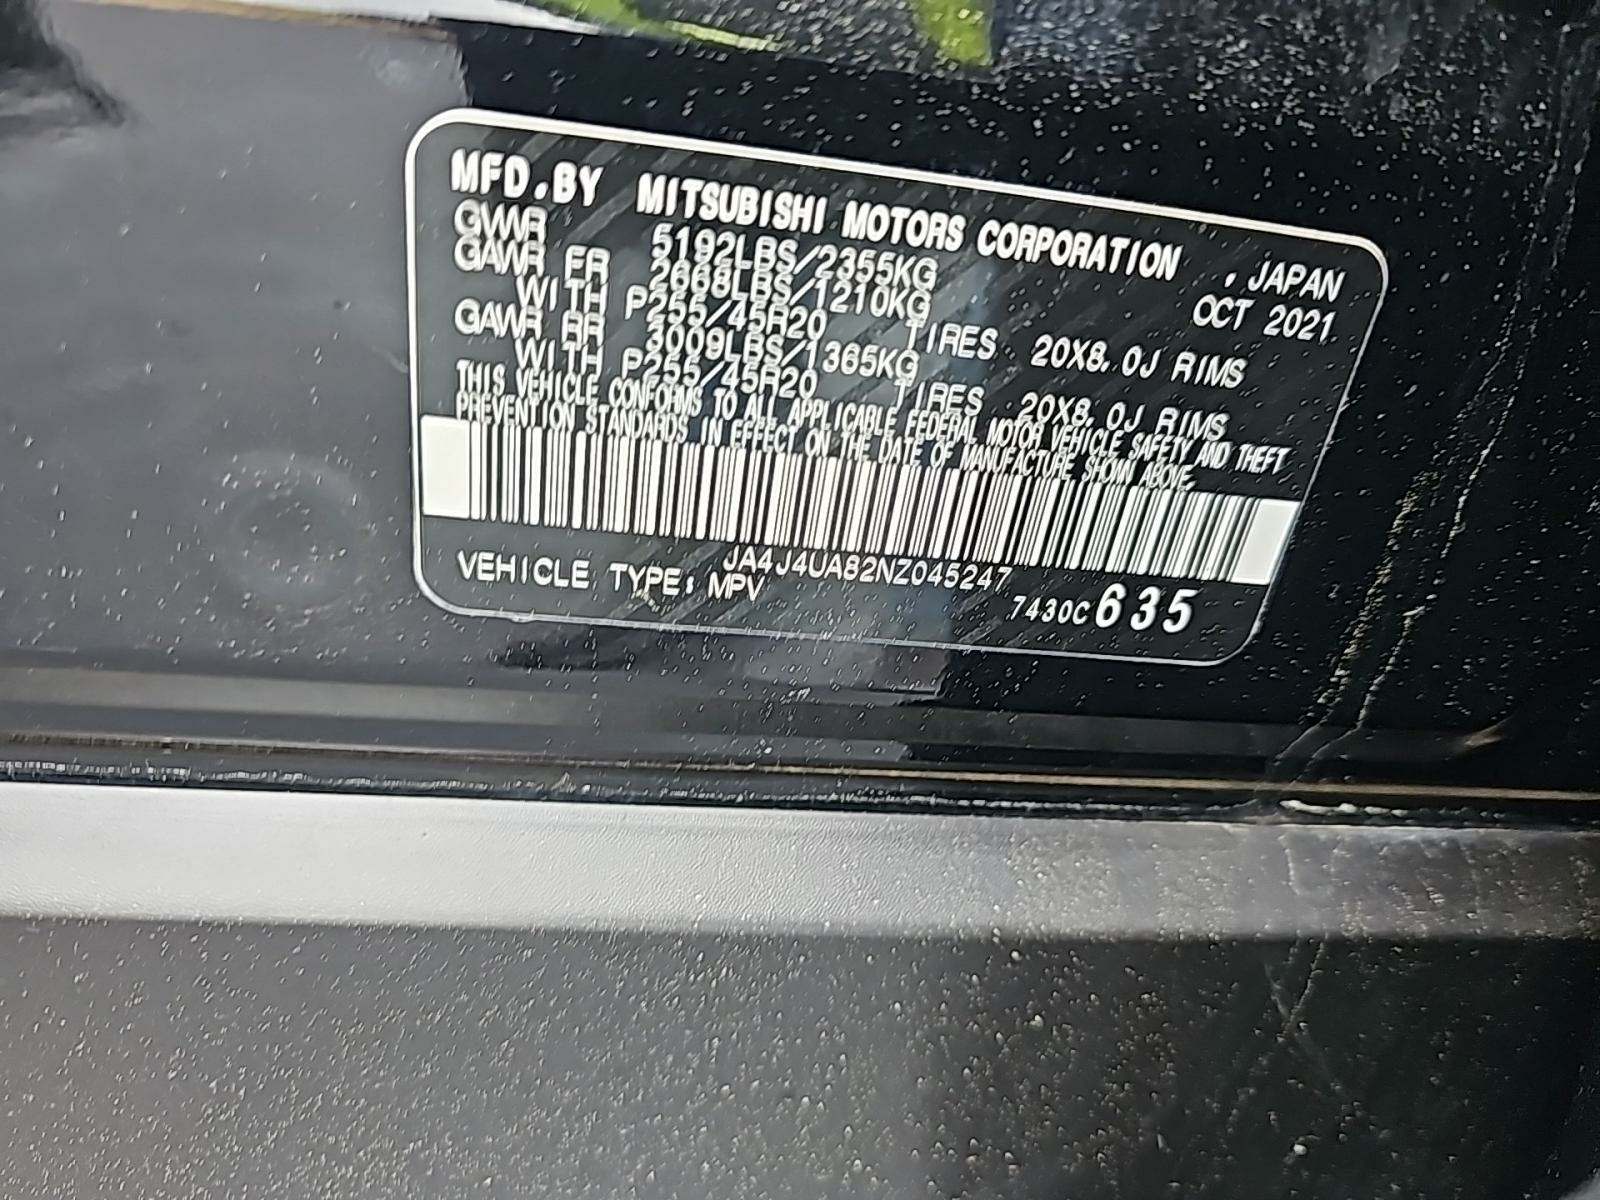 MFD.BY MITSUBISHI MOTORS CORPORATION , JAPAN
GVWR 5192LBS/2355KG OCT 2021
GAWR FR 2668LBS/1210KG
WITH P255/45R20 TIRES 20X8.0J RIMS
GAWR RR 3009LBS/1365KG
WITH P255/45R20 TIRES 20X8.0J RIMS
THIS VEHICLE CONFORMS TO ALL APPLICABLE FEDERAL MOTOR VEHICLE SAFETY AND THEFT
PREVENTION STANDARDS IN EFFECT ON THE DATE OF MANUFACTURE SHOWN ABOVE.
JA4J4UA82NZ045247
VEHICLE TYPE: MPV 7430C 635